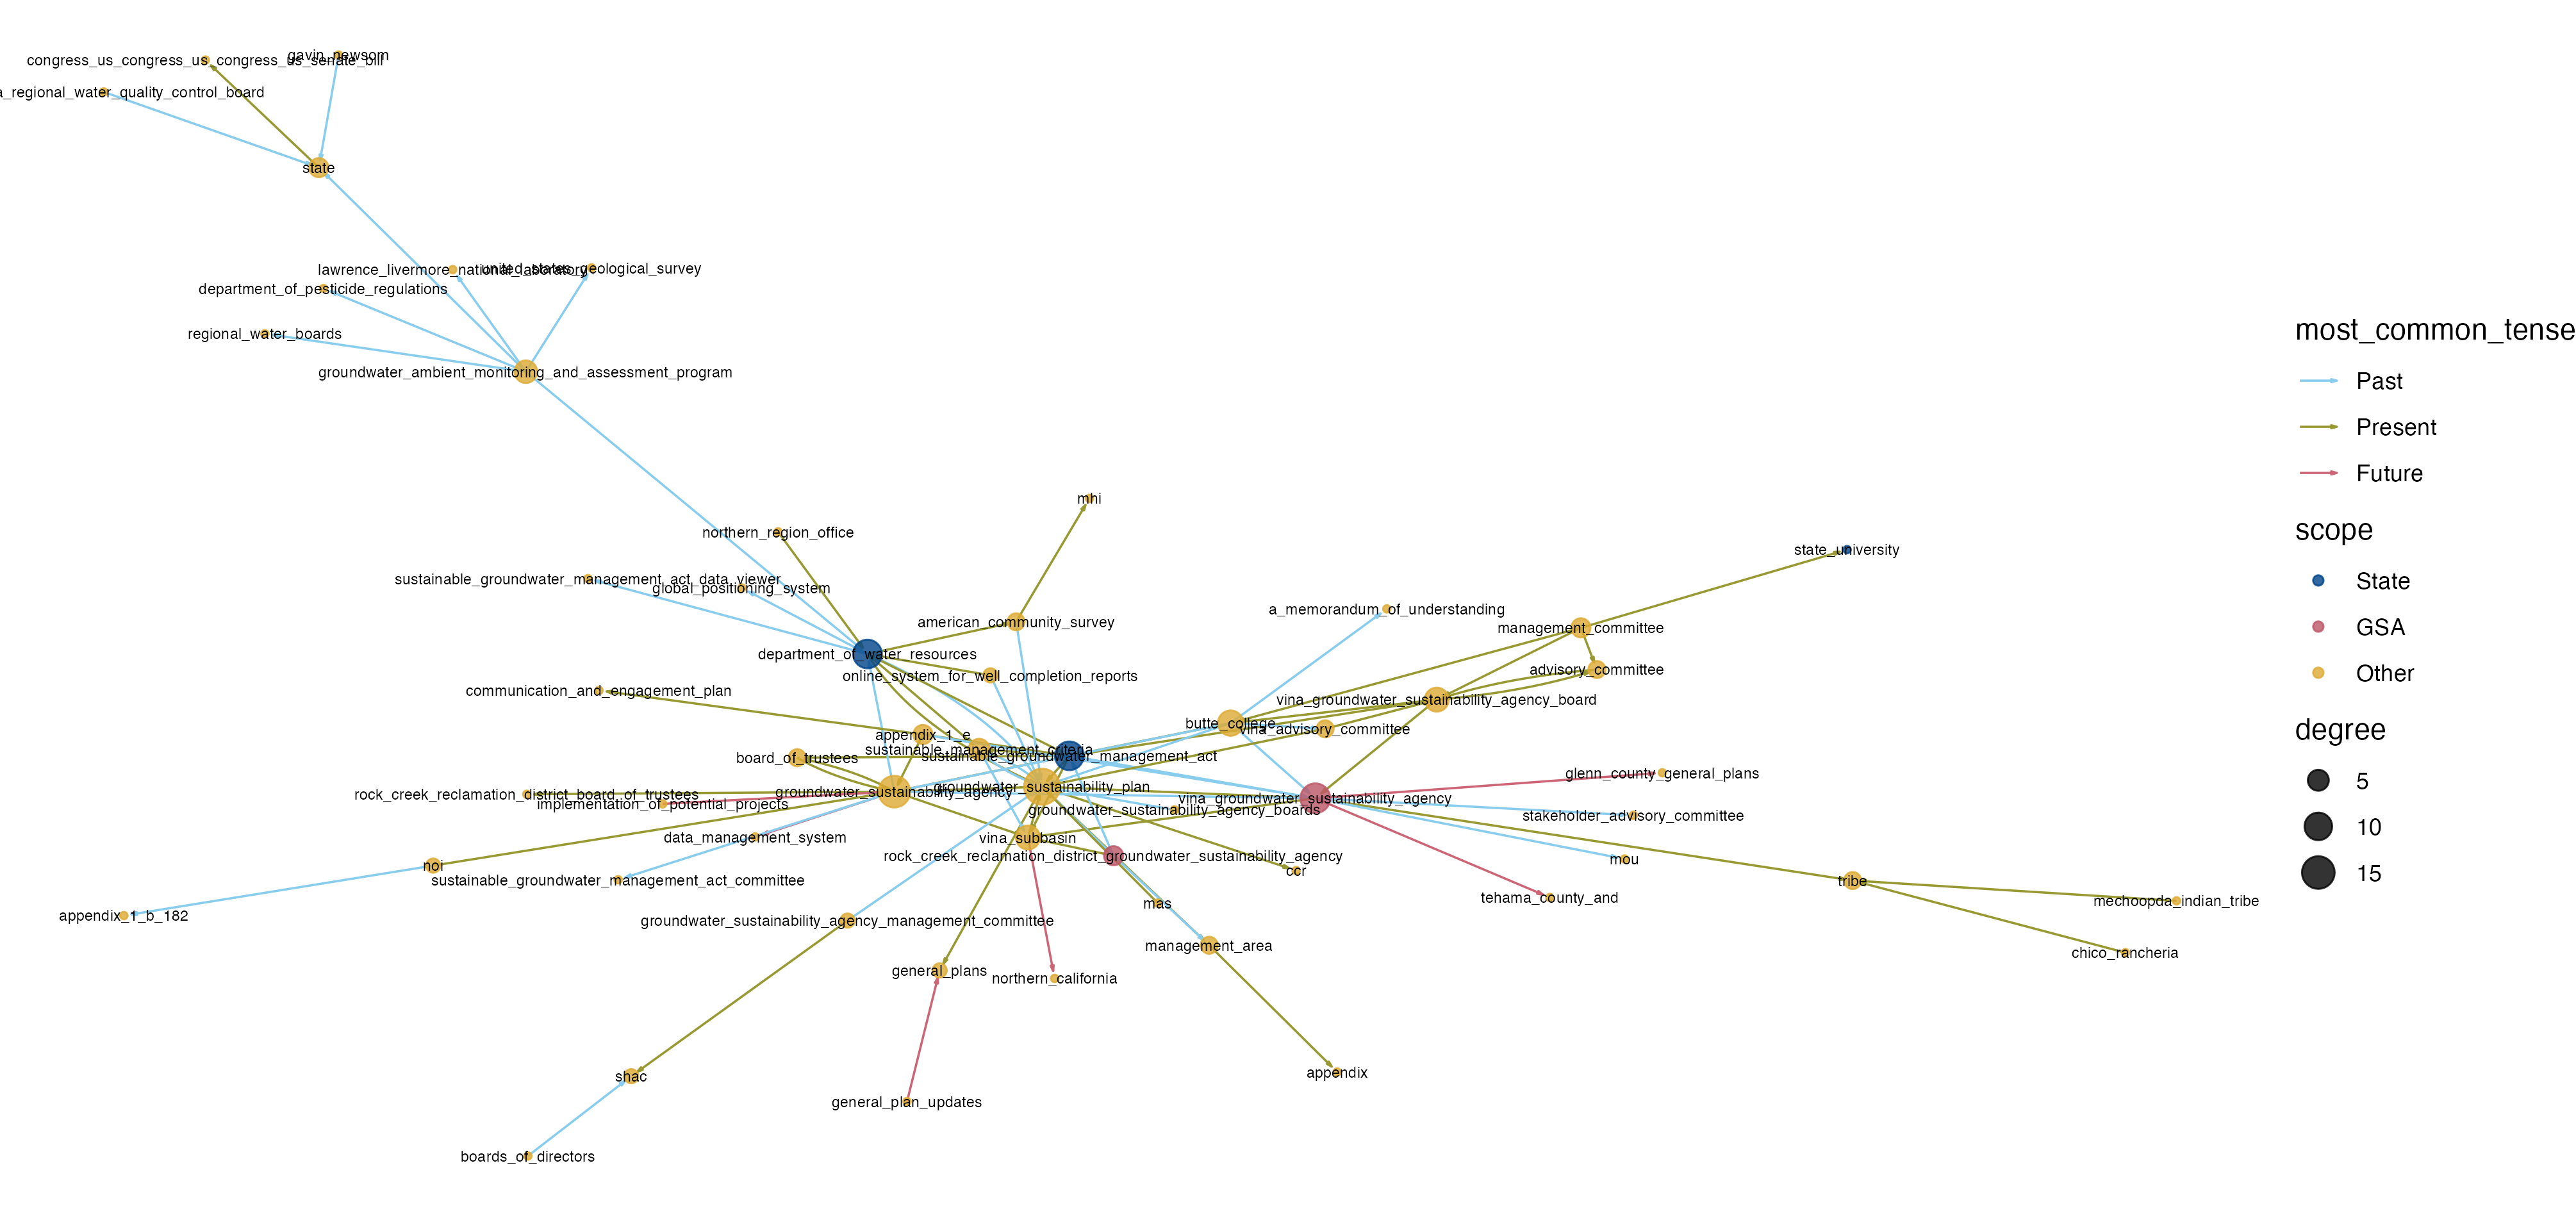 gavin_newsom
congress_us_congress_us_congress_us_senate_bill
a_regional_water_quality_control_board
state
lawrence_livermore_national_laboratory
united_states_geological_survey
department_of_pesticide_regulations
regional_water_boards
groundwater_ambient_monitoring_and_assessment_program
most_common_tense
Past
Present
Future
mhi
northern_region_office
scope
state_university
sustainable_groundwater_management_act_data_viewer
State
global_positioning_system
a_memorandum_of_understanding
american_community_survey
management_committee
GSA
department_of_water_resources
advisory_committee
Other
online_system_for_well_completion_reports
communication_and_engagement_plan
vina_groundwater_sustainability_agency_board
butte_college
vina_advisory_committee
degree
appendix_1_e
sustainable_management_criteria
board_of_trustees
sustainable_groundwater_management_act
glenn_county_general_plans
5
groundwater_sustainability_plan
groundwater_sustainability_agency
rock_creek_reclamation_district_board_of_trustees
vina_groundwater_sustainability_agency
implementation_of_potential_projects
groundwater_sustainability_agency_boards
stakeholder_advisory_committee
10
data_management_system
vina_subbasin
rock_creek_reclamation_district_groundwater_sustainability_agency
mou
noi
ccr
15
sustainable_groundwater_management_act_committee
tribe
tehama_county_and
mechoopda_indian_tribe
mas
appendix_1_b_182
groundwater_sustainability_agency_management_committee
management_area
chico_rancheria
general_plans
northern_california
appendix
shac
general_plan_updates
boards_of_directors